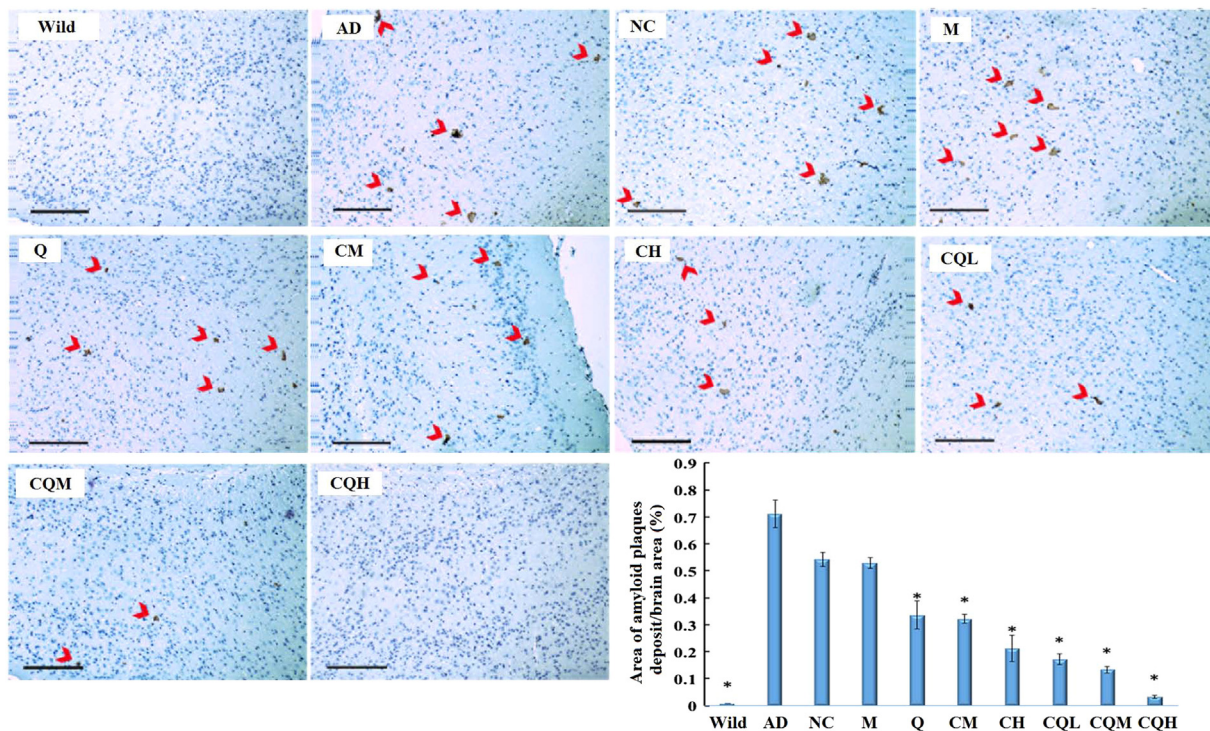 Wild
AD
NC
M
Q
CM
CH
CQL
CQM
CQH
Area of amyloid plaques
deposit/brain area (%)
0.9
0.8
0.7
0.6
0.5
0.4
0.3
0.2
0.1
0
*
*
*
*
*
*
*
Wild AD NC M Q CM CH CQL CQM CQH